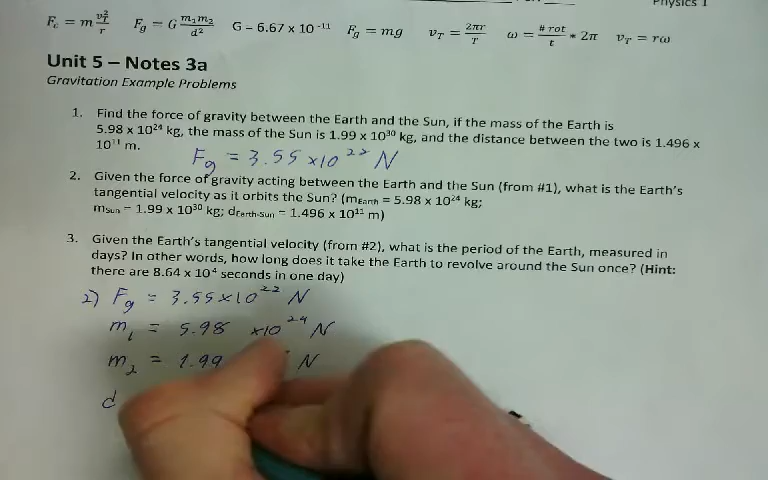 Physics 1
F_c = m v_T²/r   F_g = G m₁m₂/d²   G – 6.67 x 10⁻¹¹   F_g = mg   v_T = 2πr/T   ω = # rot/t * 2π   v_T = rω
Unit 5 – Notes 3a
Gravitation Example Problems
1. Find the force of gravity between the Earth and the Sun, if the mass of the Earth is
5.98 x 10²⁴ kg, the mass of the Sun is 1.99 x 10³⁰ kg, and the distance between the two is 1.496 x
10¹¹ m.
F_g = 3.55 x10²² N
2. Given the force of gravity acting between the Earth and the Sun (from #1), what is the Earth's
tangential velocity as it orbits the Sun? (m_Earth = 5.98 x 10²⁴ kg;
m_Sun – 1.99 x 10³⁰ kg; d_Earth-Sun – 1.496 x 10¹¹ m)
3. Given the Earth's tangential velocity (from #2), what is the period of the Earth, measured in
days? In other words, how long does it take the Earth to revolve around the Sun once? (Hint:
there are 8.64 x 10⁴ seconds in one day)
2) F_g = 3.55x10²² N
m₁ = 5.98 x10²⁴ N
m₂ = 1.99 N
d